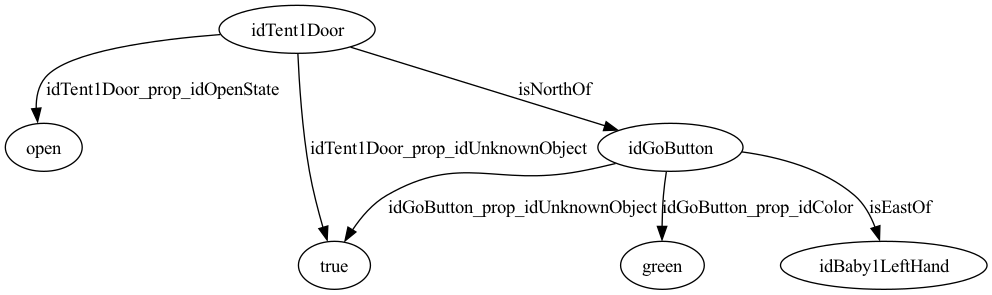 idTent1Door
idTent1Door_prop_idOpenState
isNorthOf
open
idTent1Door_prop_idUnknownObject
idGoButton
idGoButton_prop_idUnknownObject
idGoButton_prop_idColor
isEastOf
true
green
idBaby1LeftHand